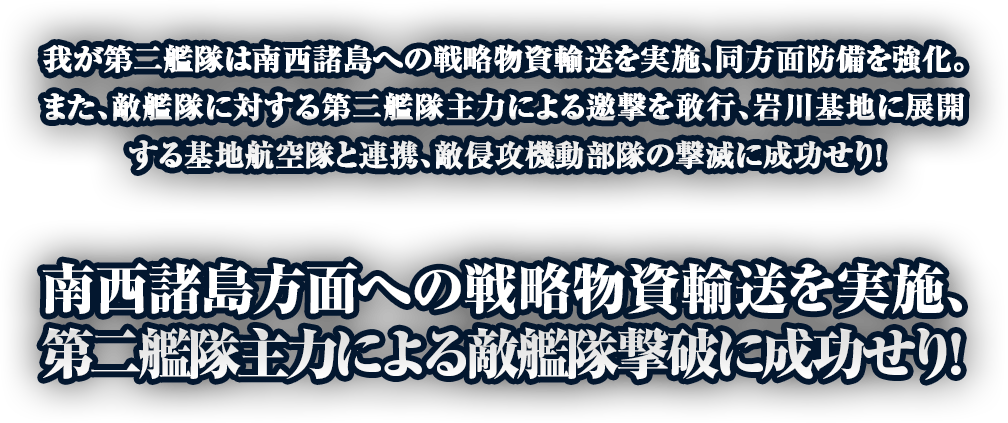 我が第二艦隊は南西諸島への戦略物資輸送を実施、同方面防備を強化。
また、敵艦隊に対する第二艦隊主力による邀撃を敢行、岩川基地に展開
する基地航空隊と連携、敵侵攻機動部隊の撃滅に成功せり!
南西諸島方面への戦略物資輸送を実施、
第二艦隊主力による敵艦隊撃破に成功せり!